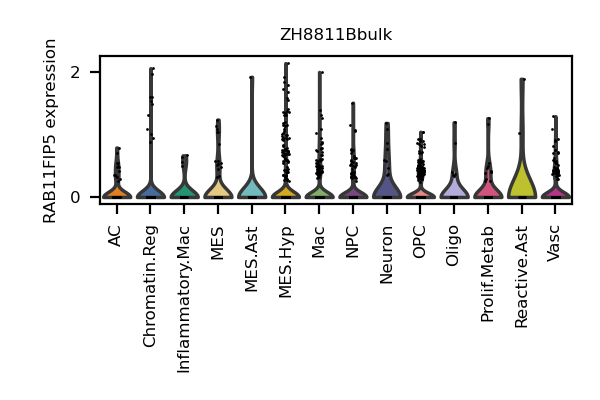 ZH8811Bbulk
RAB11FIP5 expression
2
0
AC
Chromatin.Reg
Inflammatory.Mac
MES
MES.Ast
MES.Hyp
Mac
NPC
Neuron
OPC
Oligo
Prolif.Metab
Reactive.Ast
Vasc